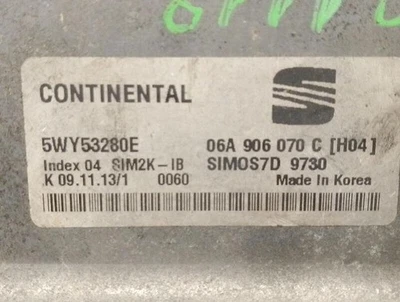 CONTINENTAL
5WY53280E 06A 906 070 C [H04]
Index 04 SIM2K-IB SIMOS7D 9730
K 09.11.13/1 0060 Made In Korea